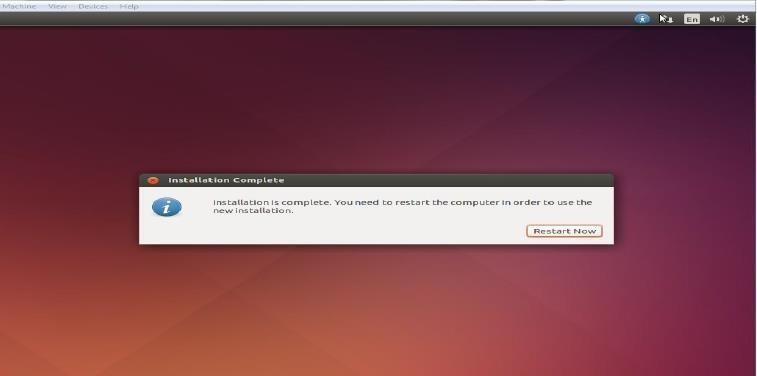 Machine View Devices Help
En
Installation Complete
Installation is complete. You need to restart the computer in order to use the
new installation.
Restart Now